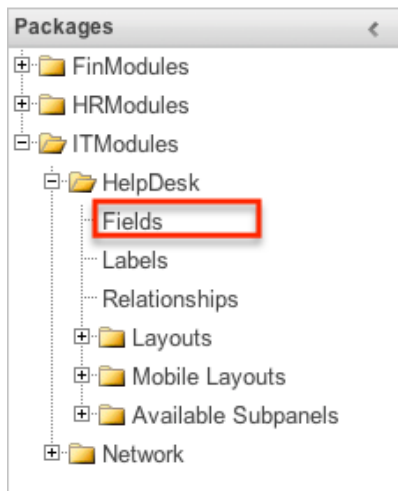 Packages
FinModules
HRModules
ITModules
HelpDesk
Fields
Labels
Relationships
Layouts
Mobile Layouts
Available Subpanels
Network